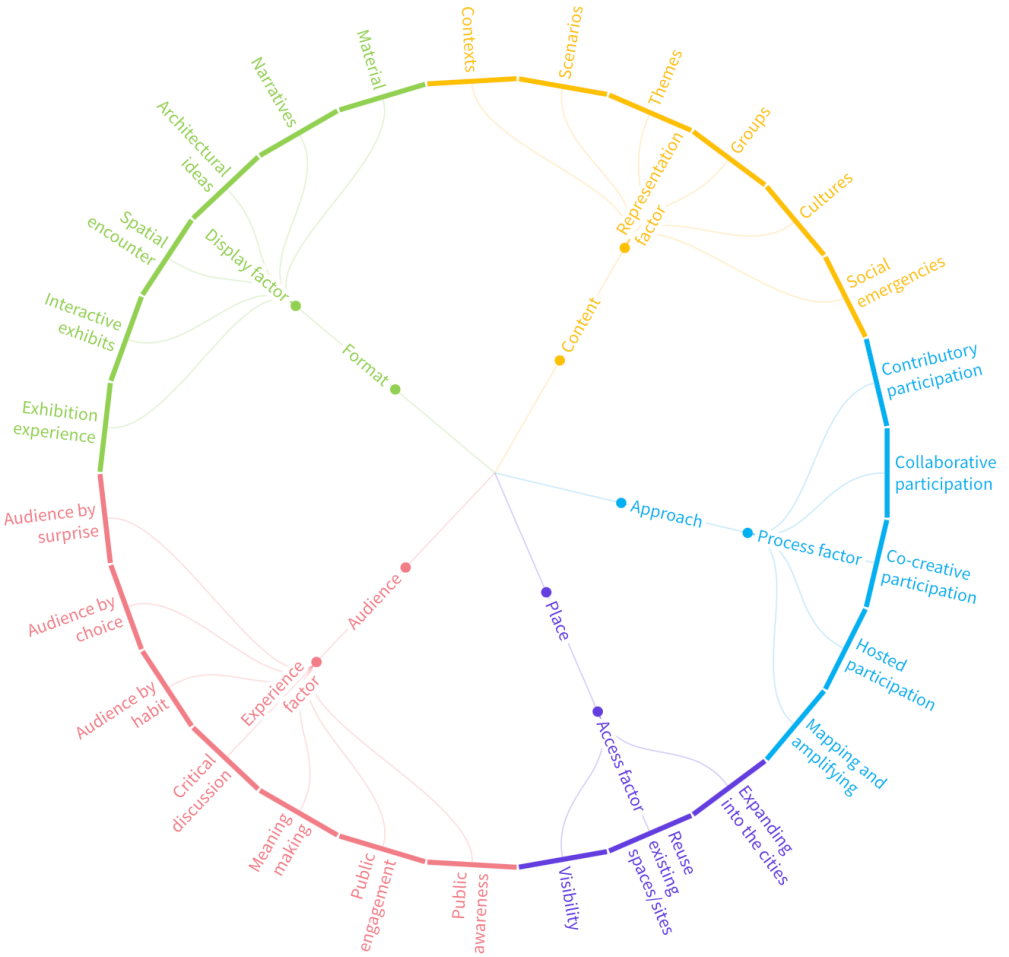 Contexts
Scenarios
Themes
Groups
Cultures
Social
emergencies
Representation
factor
Content
Contributory
participation
Collaborative
participation
Co-creative
participation
Hosted
participation
Mapping and
amplifying
Process factor
Approach
Expanding
into the cities
Reuse
existing
spaces/sites
Visibility
Access factor
Place
Public
awareness
Public
engagement
Meaning
making
Critical
discussion
Audience by
habit
Audience by
choice
Audience by
surprise
Experience
factor
Audience
Exhibition
experience
Interactive
exhibits
Spatial
encounter
Architectural
ideas
Narratives
Material
Display factor
Format